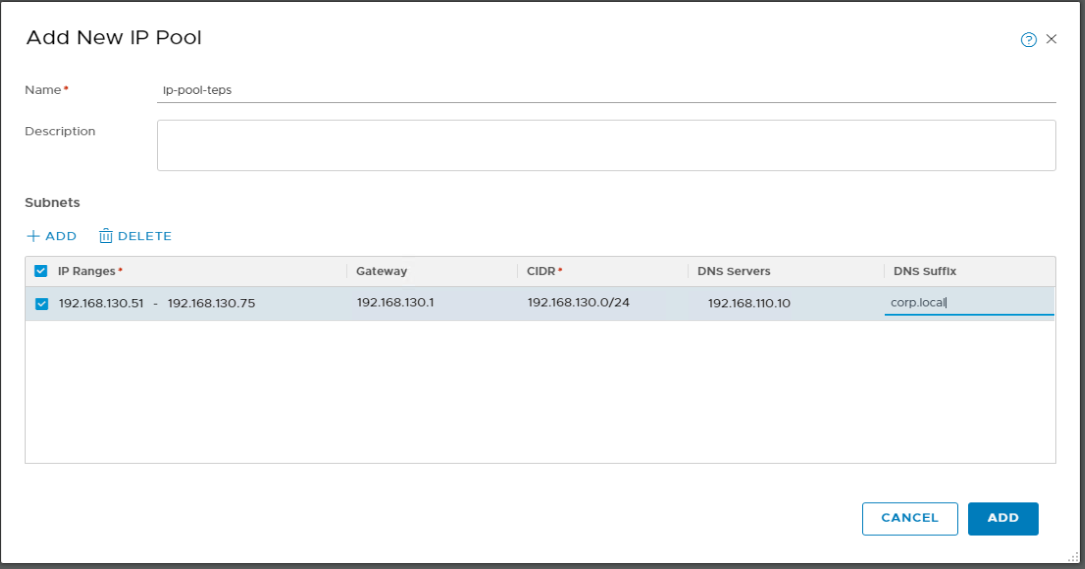 Add New IP Pool
Name*
ip-pool-teps
Description
Subnets
+ ADD DELETE
IP Ranges* Gateway CIDR* DNS Servers DNS Suffix
192.168.130.51 - 192.168.130.75 192.168.130.1 192.168.130.0/24 192.168.110.10 corp.local
CANCEL ADD